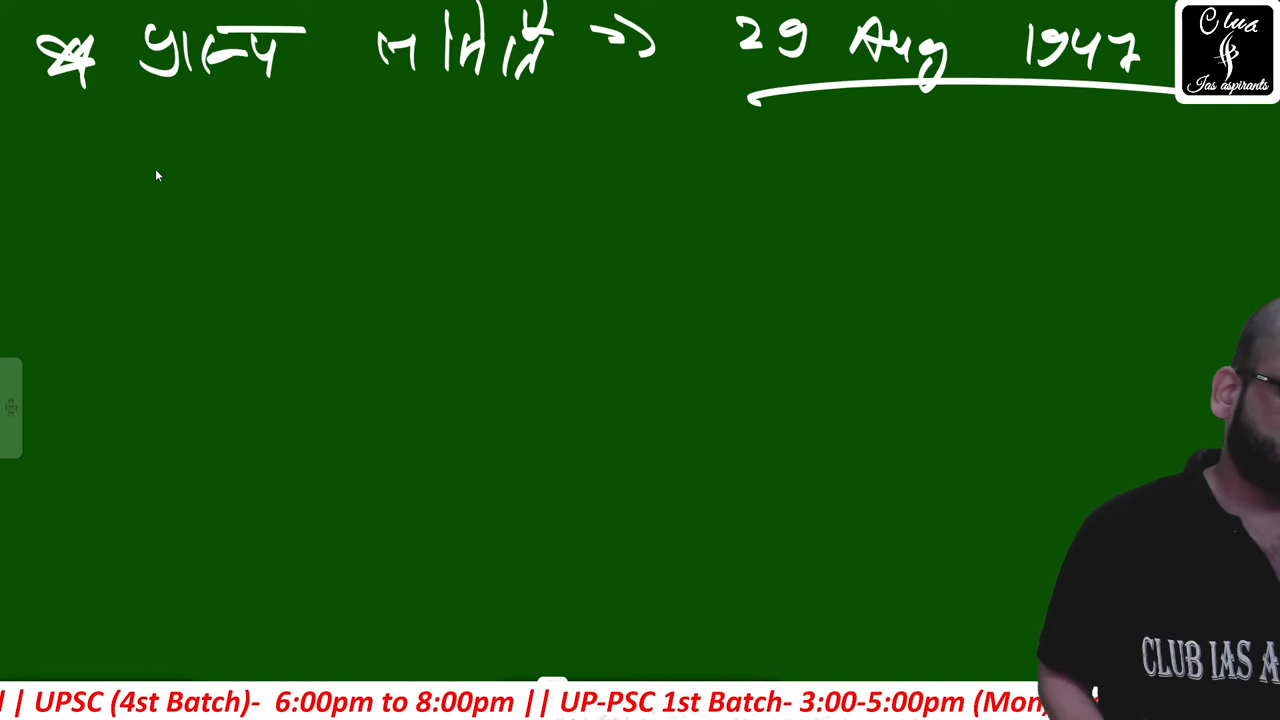 प्रारूप समिति => 29 Aug 1947
Club
Ias aspirants
CLUB IAS A
|| UPSC (4st Batch)- 6:00pm to 8:00pm || UP-PSC 1st Batch- 3:00-5:00pm (Mon